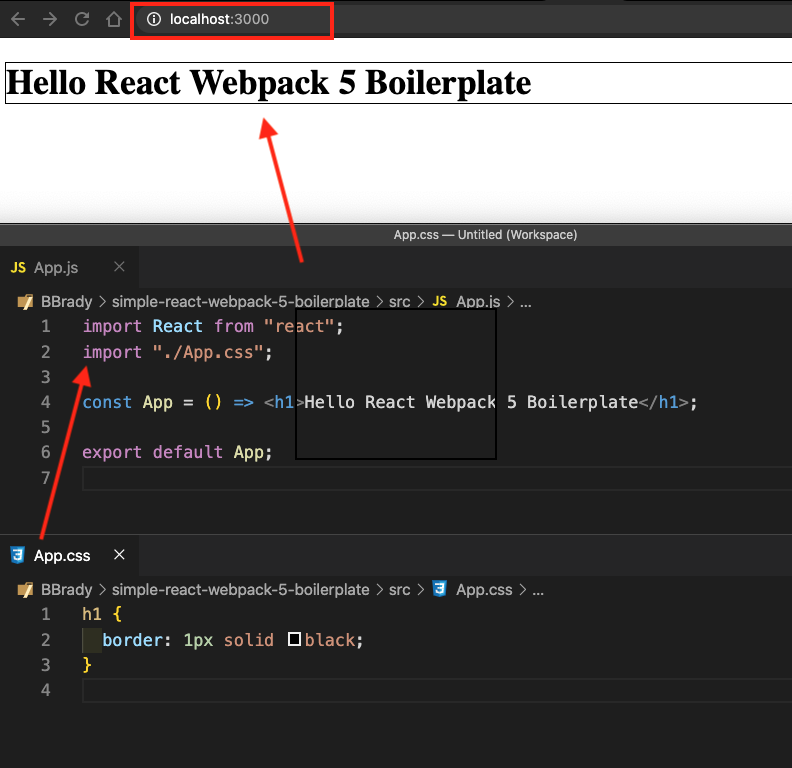 localhost:3000
Hello React Webpack 5 Boilerplate
App.css — Untitled (Workspace)
JS App.js
BBrady > simple-react-webpack-5-boilerplate > src > JS App.js > ...
1 import React from "react";
2 import "./App.css";
3
4 const App = () => <h1>Hello React Webpack 5 Boilerplate</h1>;
5
6 export default App;
7
App.css
BBrady > simple-react-webpack-5-boilerplate > src > App.css > ...
1 h1 {
2 border: 1px solid black;
3 }
4